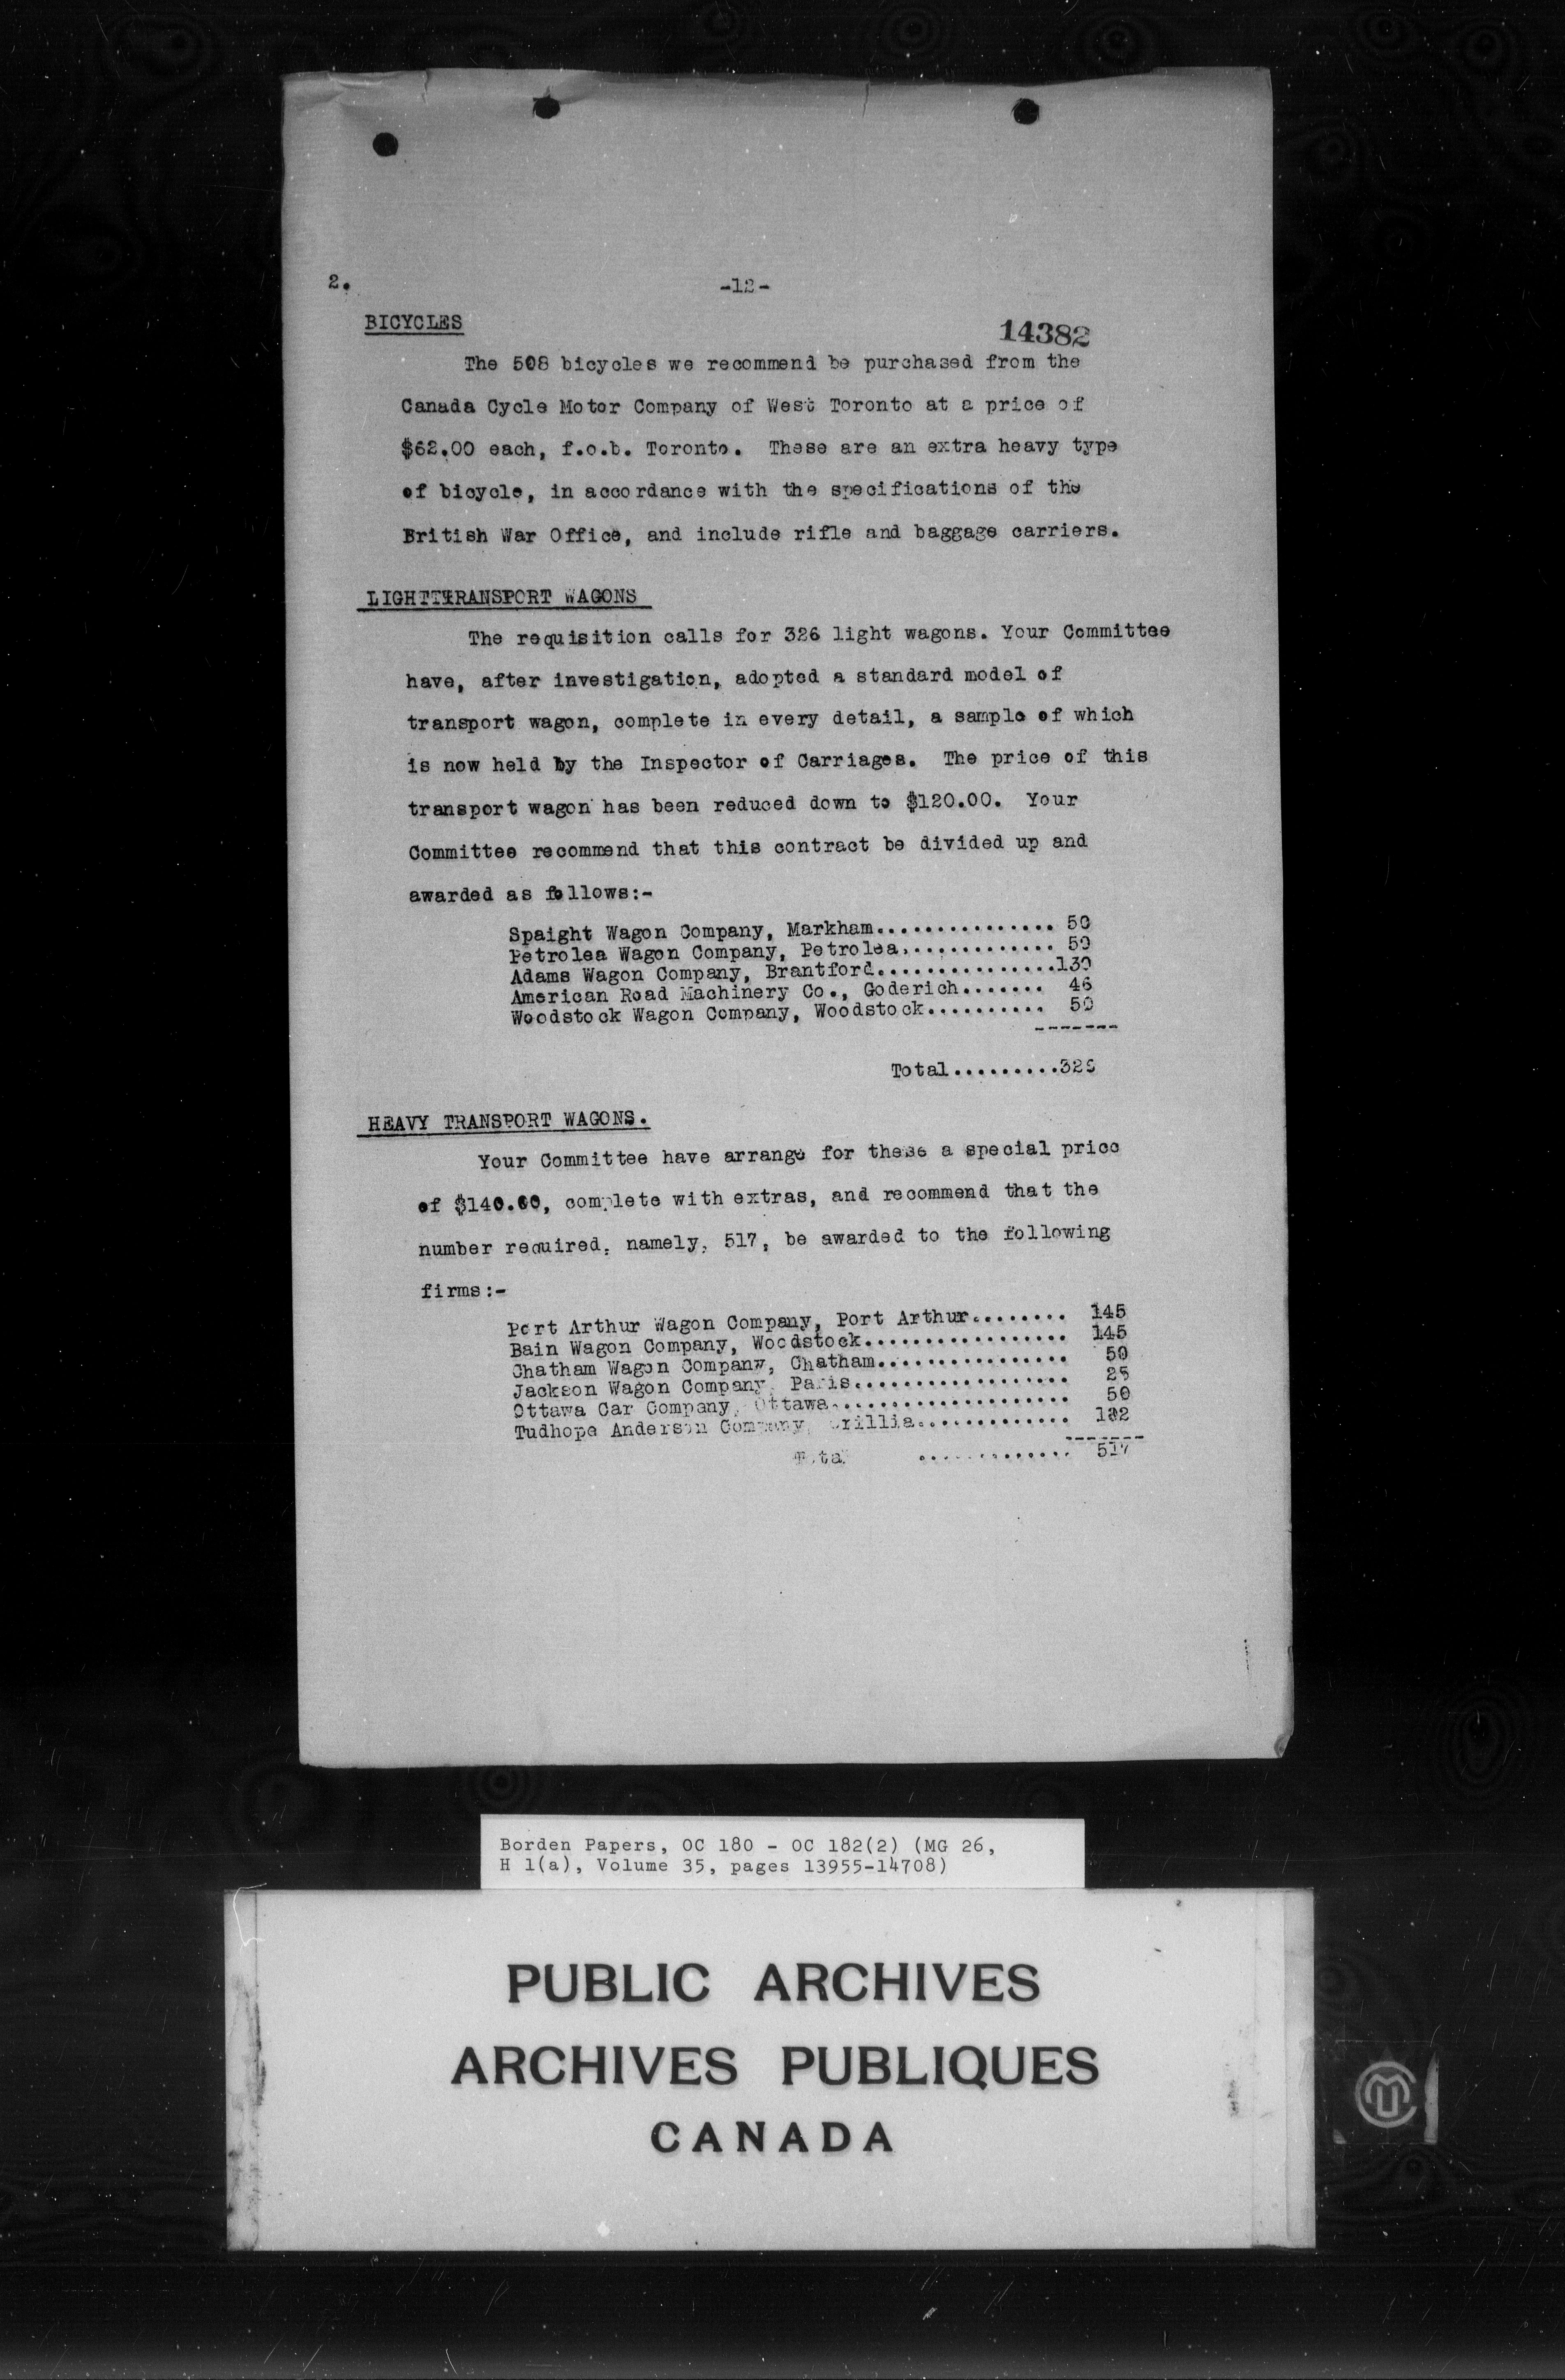 2.
-12-
BICYCLES
14382
The 508 bicycles we recommend be purchased from the
Canada Cycle Motor Company of West Toronto at a price of
$62.00 each, f.o.b. Toronto. These are an extra heavy type
of bicycle, in accordance with the specifications of the
British War Office, and include rifle and baggage carriers.
LIGHT TRANSPORT WAGONS
The requisition calls for 326 light wagons. Your Committee
have, after investigation, adopted a standard model of
transport wagon, complete in every detail, a sample of which
is now held by the Inspector of Carriages. The price of this
transport wagon has been reduced down to $120.00. Your
Committee recommend that this contract be divided up and
awarded as follows:-
Spaight Wagon Company, Markham............... 50
Petrolea Wagon Company, Petrolea............. 50
Adams Wagon Company, Brantford...............130
American Road Machinery Co., Goderich....... 46
Woodstock Wagon Company, Woodstock.......... 50
-------
Total.........326
HEAVY TRANSPORT WAGONS.
Your Committee have arrange for these a special price
of $140.60, complete with extras, and recommend that the
number required, namely, 517, be awarded to the following
firms:-
Port Arthur Wagon Company, Port Arthur........ 145
Bain Wagon Company, Woodstock................. 145
Chatham Wagon Company, Chatham................ 50
Jackson Wagon Company, Paris.................. 25
Ottawa Car Company, Ottawa.................... 50
Tudhope Anderson Company, Orillia............. 102
-------
Total ............. 517
Borden Papers, OC 180 - OC 182(2) (MG 26,
H 1(a), Volume 35, pages 13955-14708)
PUBLIC ARCHIVES
ARCHIVES PUBLIQUES
CANADA